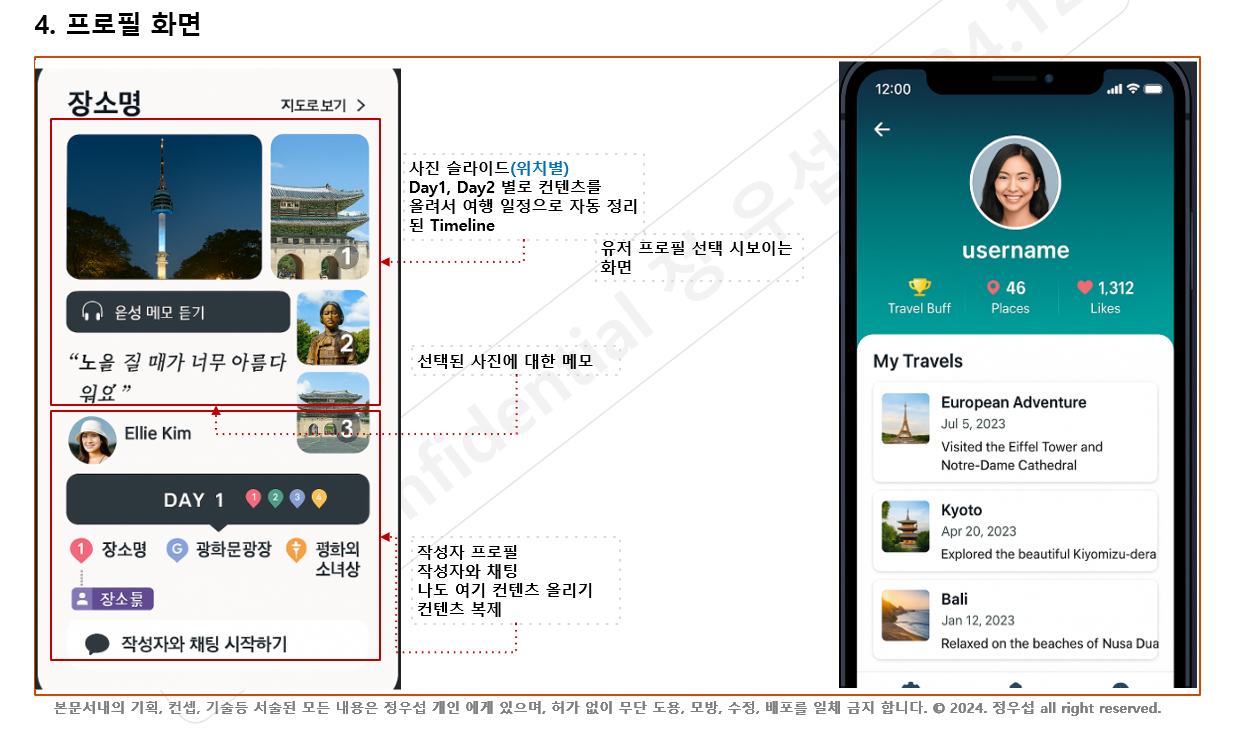 4. 프로필 화면
장소명
지도로보기
1
은성 메모 듣기
2
“노을 질 때가 너무 아름다
워요”
3
Ellie Kim
DAY 1
1 2 3 4
1 장소명
G 광화문광장
평화외
소녀상
장소듌
작성자와 채팅 시작하기
사진 슬라이드(위치별)
Day1, Day2 별로 컨텐츠를
올려서 여행 일정으로 자동 정리
된 Timeline
유저 프로필 선택 시보이는
화면
선택된 사진에 대한 메모
작성자 프로필
작성자와 채팅
나도 여기 컨텐츠 올리기
컨텐츠 복제
12:00
username
Travel Buff
46
Places
1,312
Likes
My Travels
European Adventure
Jul 5, 2023
Visited the Eiffel Tower and
Notre-Dame Cathedral
Kyoto
Apr 20, 2023
Explored the beautiful Kiyomizu-dera
Bali
Jan 12, 2023
Relaxed on the beaches of Nusa Dua
nfidential 정 우섭
24.12
본문서내의 기획, 컨셉, 기술등 서술된 모든 내용은 정우섭 개인 에게 있으며, 허가 없이 무단 도용, 모방, 수정, 배포를 일체 금지 합니다. © 2024. 정우섭 all right reserved.